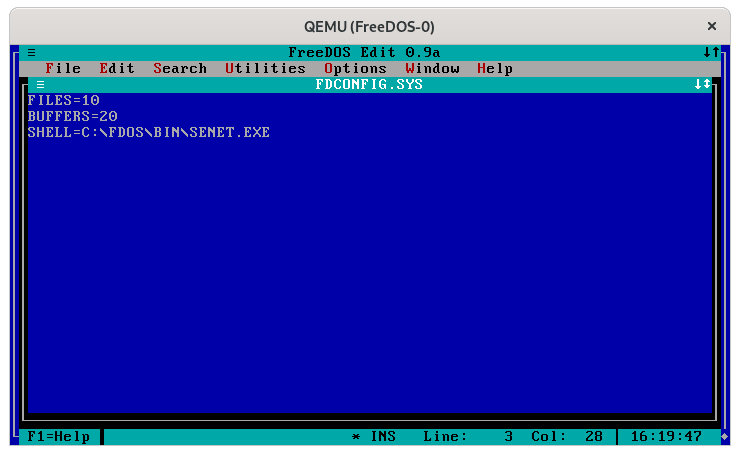 QEMU (FreeDOS-0) ×
≡ FreeDOS Edit 0.9a ↓↑
File Edit Search Utilities Options Window Help
≡ FDCONFIG.SYS ↓↕
FILES=10
BUFFERS=20
SHELL=C:\FDOS\BIN\SENET.EXE
F1=Help * INS Line: 3 Col: 28 16:19:47